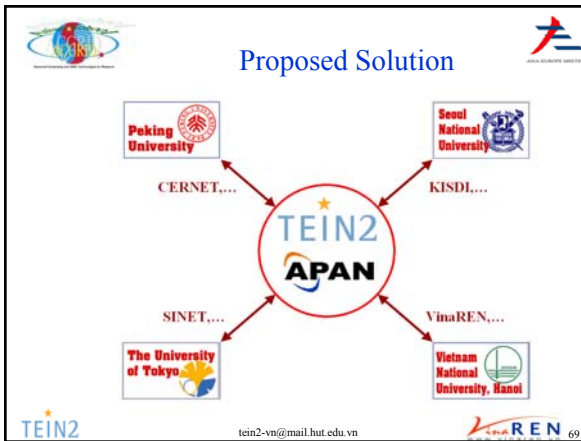 Proposed Solution
ASIA-EUROPE MEETING
Peking
University
Seoul
National
University
CERNET,...
KISDI,...
TEIN2
APAN
SINET,...
VinaREN,...
The University
of Tokyo
Vietnam
National
University, Hanoi
TEIN2
tein2-vn@mail.hut.edu.vn
VinaREN
69